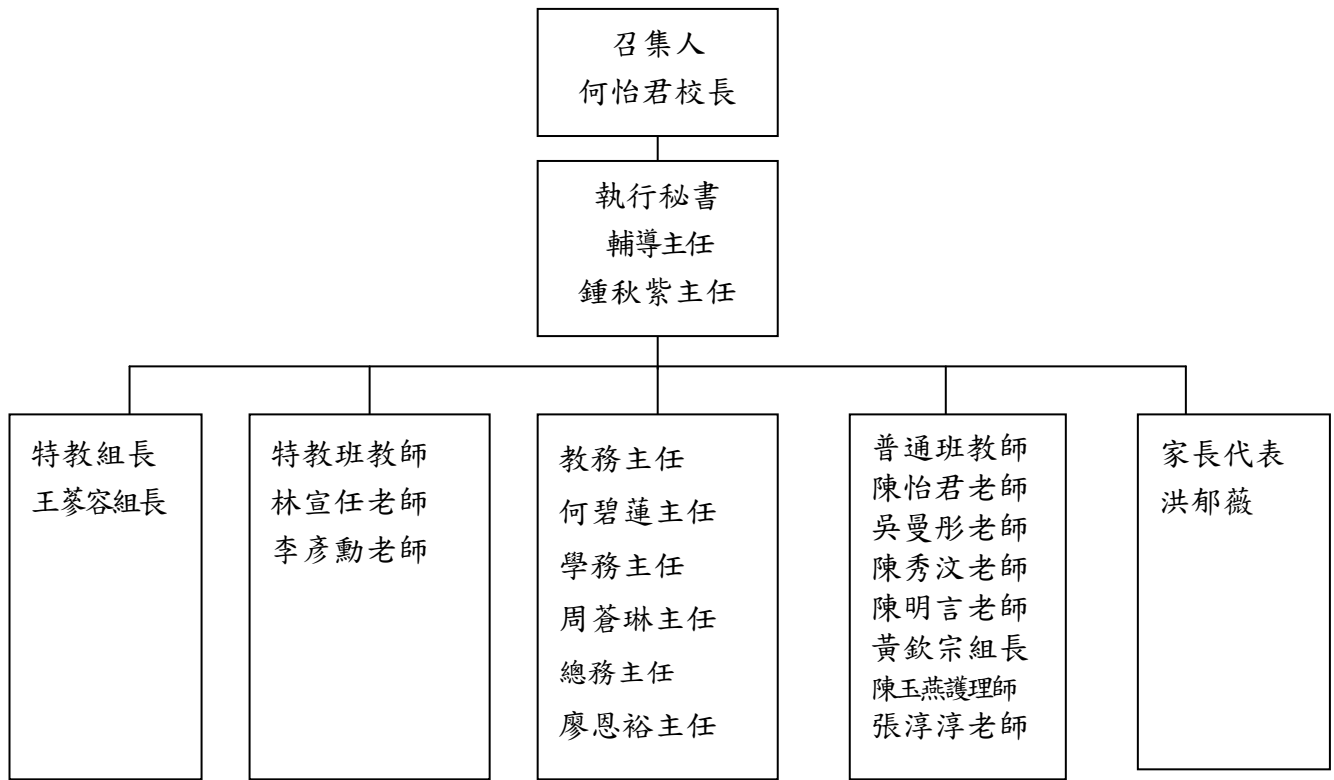 召集人
何怡君校長
執行秘書
輔導主任
鍾秋紫主任
特教組長
王蔘容組長
特教班教師
林宣任老師
李彥勳老師
教務主任
何碧蓮主任
學務主任
周蒼琳主任
總務主任
廖恩裕主任
普通班教師
陳怡君老師
吳曼彤老師
陳秀汶老師
陳明言老師
黃欽宗組長
陳玉燕護理師
張淳淳老師
家長代表
洪郁薇